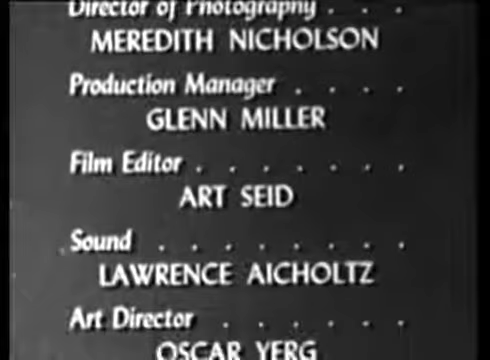 Director of Photography . . .
MEREDITH NICHOLSON
Production Manager . . . .
GLENN MILLER
Film Editor . . . . . . .
ART SEID
Sound . . . . . . . .
LAWRENCE AICHOLTZ
Art Director . . . . . .
OSCAR YERG